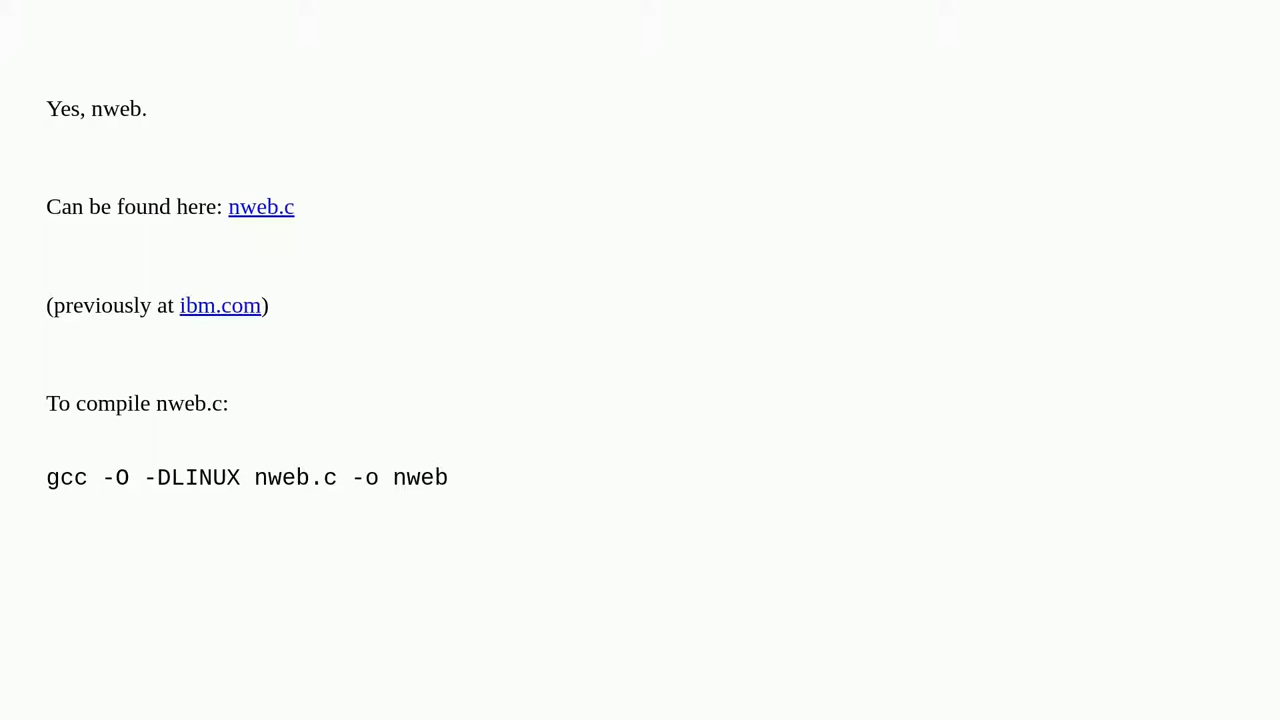 Yes, nweb.
Can be found here: nweb.c
(previously at ibm.com)
To compile nweb.c:
gcc -O -DLINUX nweb.c -o nweb